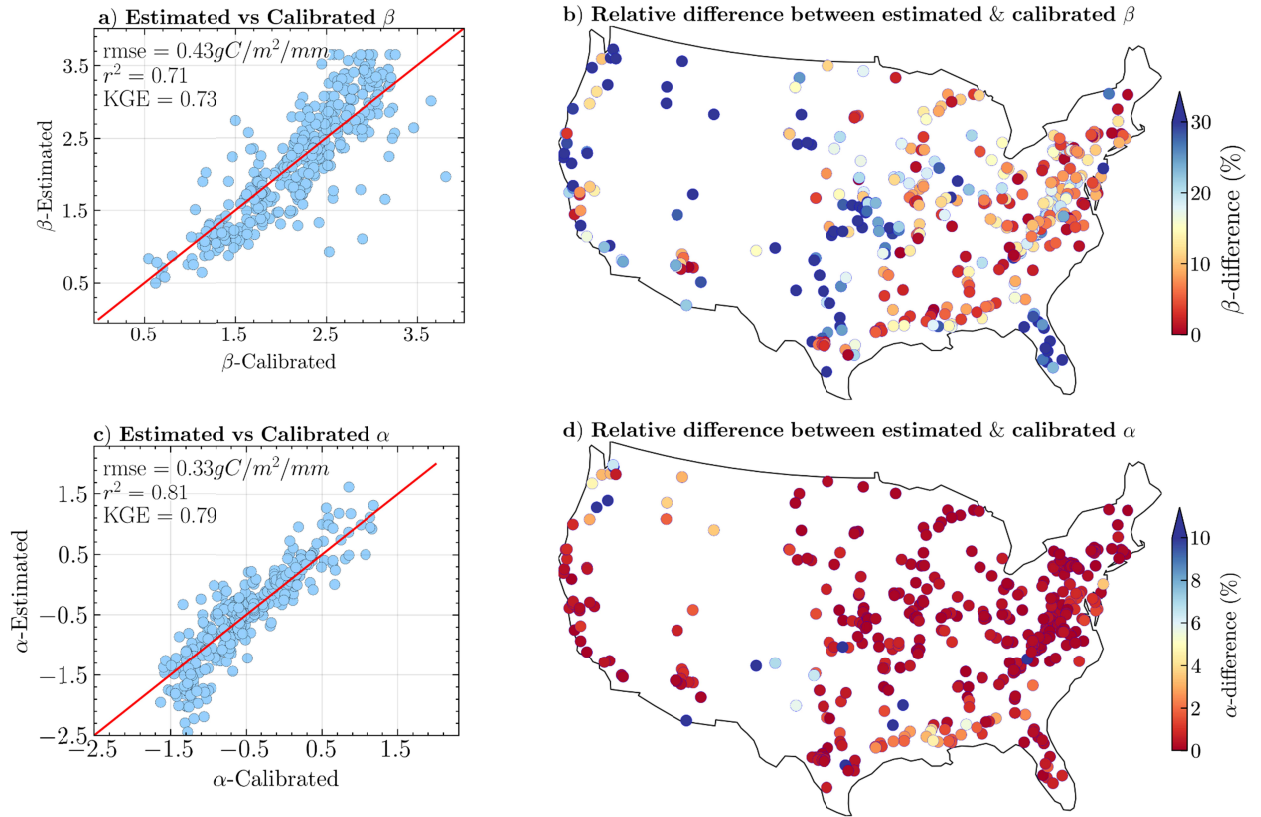 a) Estimated vs Calibrated β
rmse = 0.43gC/m²/mm
r² = 0.71
KGE = 0.73
3.5
2.5
1.5
0.5
β-Estimated
0.5 1.5 2.5 3.5
β-Calibrated
b) Relative difference between estimated & calibrated β
30
20
10
0
β-difference (%)
c) Estimated vs Calibrated α
rmse = 0.33gC/m²/mm
r² = 0.81
KGE = 0.79
1.5
0.5
−0.5
−1.5
−2.5
α-Estimated
−2.5 −1.5 −0.5 0.5 1.5
α-Calibrated
d) Relative difference between estimated & calibrated α
10
8
6
4
2
0
α-difference (%)